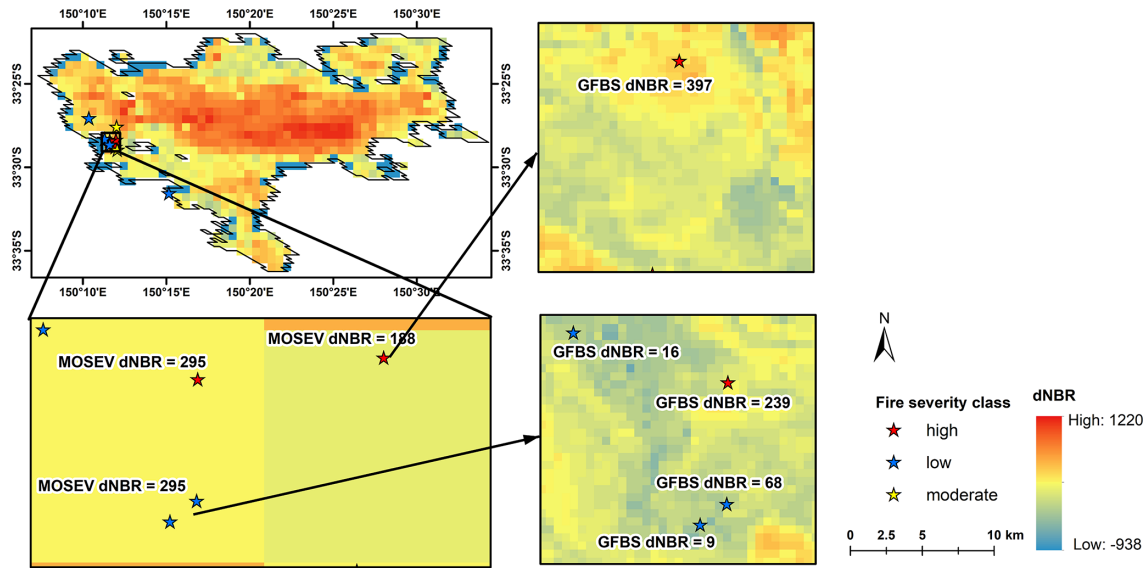 150°10'E 150°15'E 150°20'E 150°25'E 150°30'E
33°25'S 33°25'S
33°30'S 33°30'S
33°35'S 33°35'S
150°10'E 150°15'E 150°20'E 150°25'E 150°30'E
GFBS dNBR = 397
MOSEV dNBR = 188
MOSEV dNBR = 295
MOSEV dNBR = 295
GFBS dNBR = 16
GFBS dNBR = 239
GFBS dNBR = 68
GFBS dNBR = 9
N
Fire severity class
high
low
moderate
0 2.5 5 10 km
dNBR
High: 1220
Low: -938